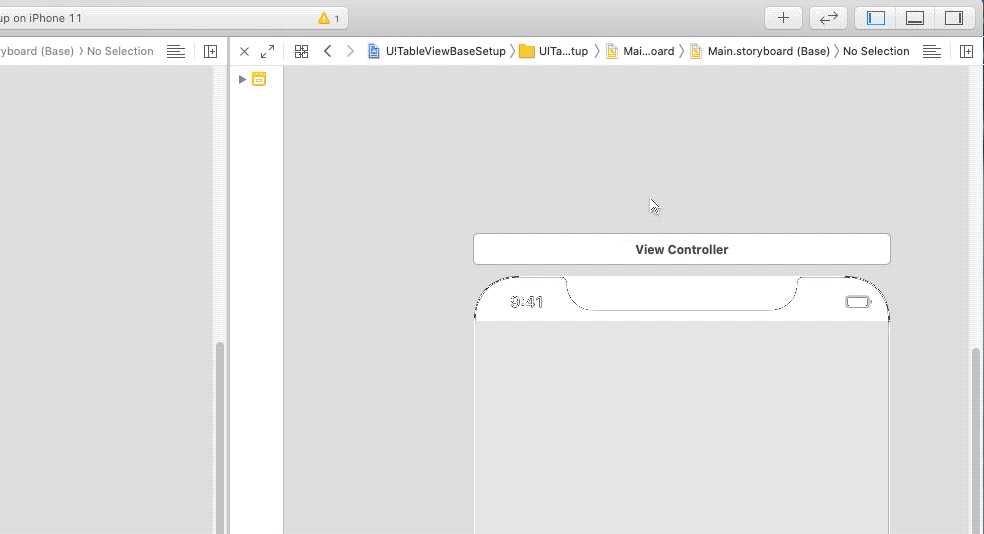 up on iPhone 11
1
yboard (Base) › No Selection
U!TableViewBaseSetup › UITa...tup › Mai...oard › Main.storyboard (Base) › No Selection
View Controller
9:41